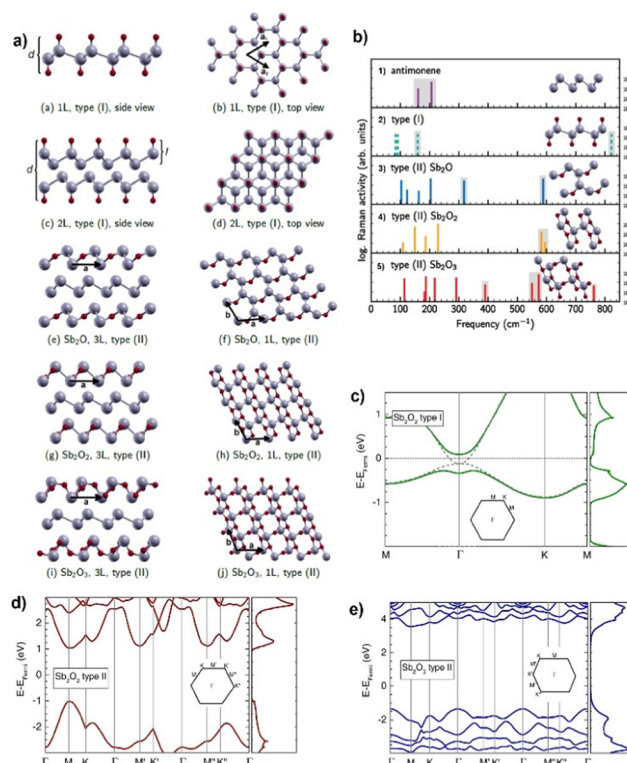 a)
d
(a) 1L, type (I), side view
a₁
a₂
(b) 1L, type (I), top view
d
l
(c) 2L, type (I), side view
(d) 2L, type (I), top view
a
(e) Sb₂O, 3L, type (II)
b
a
(f) Sb₂O, 1L, type (II)
a
(g) Sb₂O₂, 3L, type (II)
b
a
(h) Sb₂O₂, 1L, type (II)
a
(i) Sb₂O₃, 3L, type (II)
b
a
(j) Sb₂O₃, 1L, type (II)
b)
log. Raman activity (arb. units)
1) antimonene
2) type (I)
3) type (II) Sb₂O
4) type (II) Sb₂O₂
5) type (II) Sb₂O₃
0 100 200 300 400 500 600 700 800
Frequency (cm⁻¹)
c)
E-E_Fermi (eV)
1
0
-1
Sb₂O₂ type I
M K
M
Γ
M Γ K M
d)
E-E_Fermi (eV)
2
0
-2
Sb₂O₂ type II
K M' K'
M M''
Γ K''
Γ M K Γ M' K' Γ M'' K'' Γ
e)
E-E_Fermi (eV)
4
2
0
-2
-4
Sb₂O₃ type II
Γ
Γ M K Γ M' K' Γ M'' K'' Γ